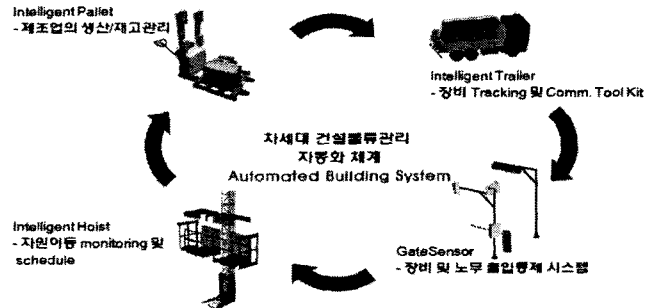 Intelligent Pallet
- 제조업의 생산/재고관리
Intelligent Trailer
- 장비 Tracking 및 Comm. Tool Kit
차세대 건설물류관리
자동화 체계
Automated Building System
Intelligent Hoist
- 자원이동 monitoring 및
schedule
GateSensor
- 장비 및 노무 출입통제 시스템